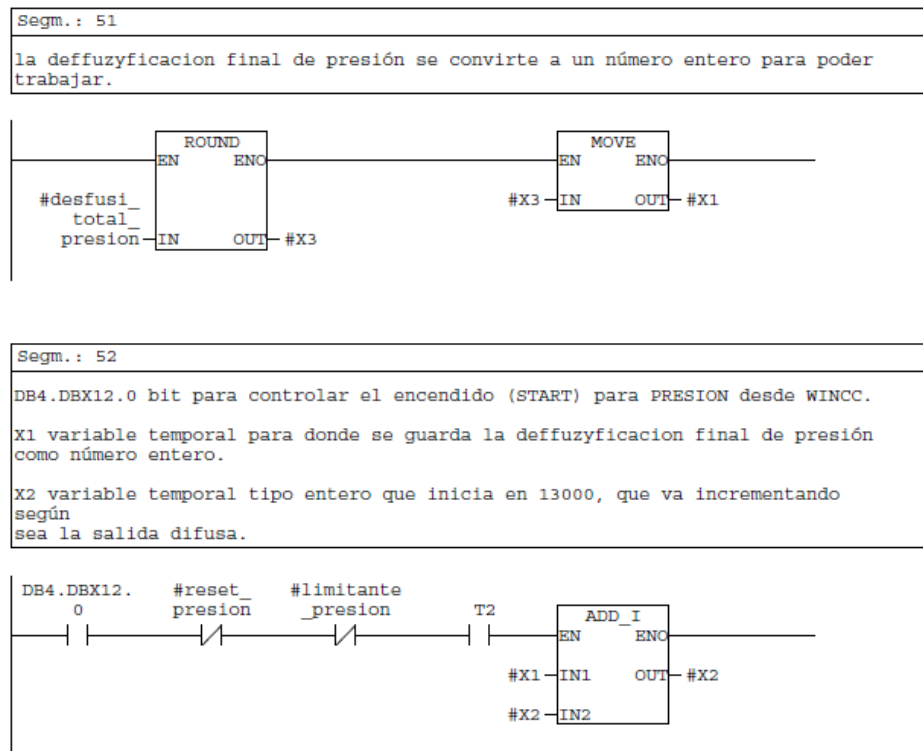 Segm.: 51
la deffuzyficacion final de presión se convirte a un número entero para poder
trabajar.
ROUND
MOVE
EN ENO
EN ENO
#desfusi_
total_
presion
IN OUT
#X3
#X3
IN OUT
#X1
Segm.: 52
DB4.DBX12.0 bit para controlar el encendido (START) para PRESION desde WINCC.
X1 variable temporal para donde se guarda la deffuzyficacion final de presión
como número entero.
X2 variable temporal tipo entero que inicia en 13000, que va incrementando
según
sea la salida difusa.
DB4.DBX12.
0
#reset_
presion
#limitante
_presion
T2
ADD_I
EN ENO
#X1
IN1 OUT
#X2
#X2
IN2